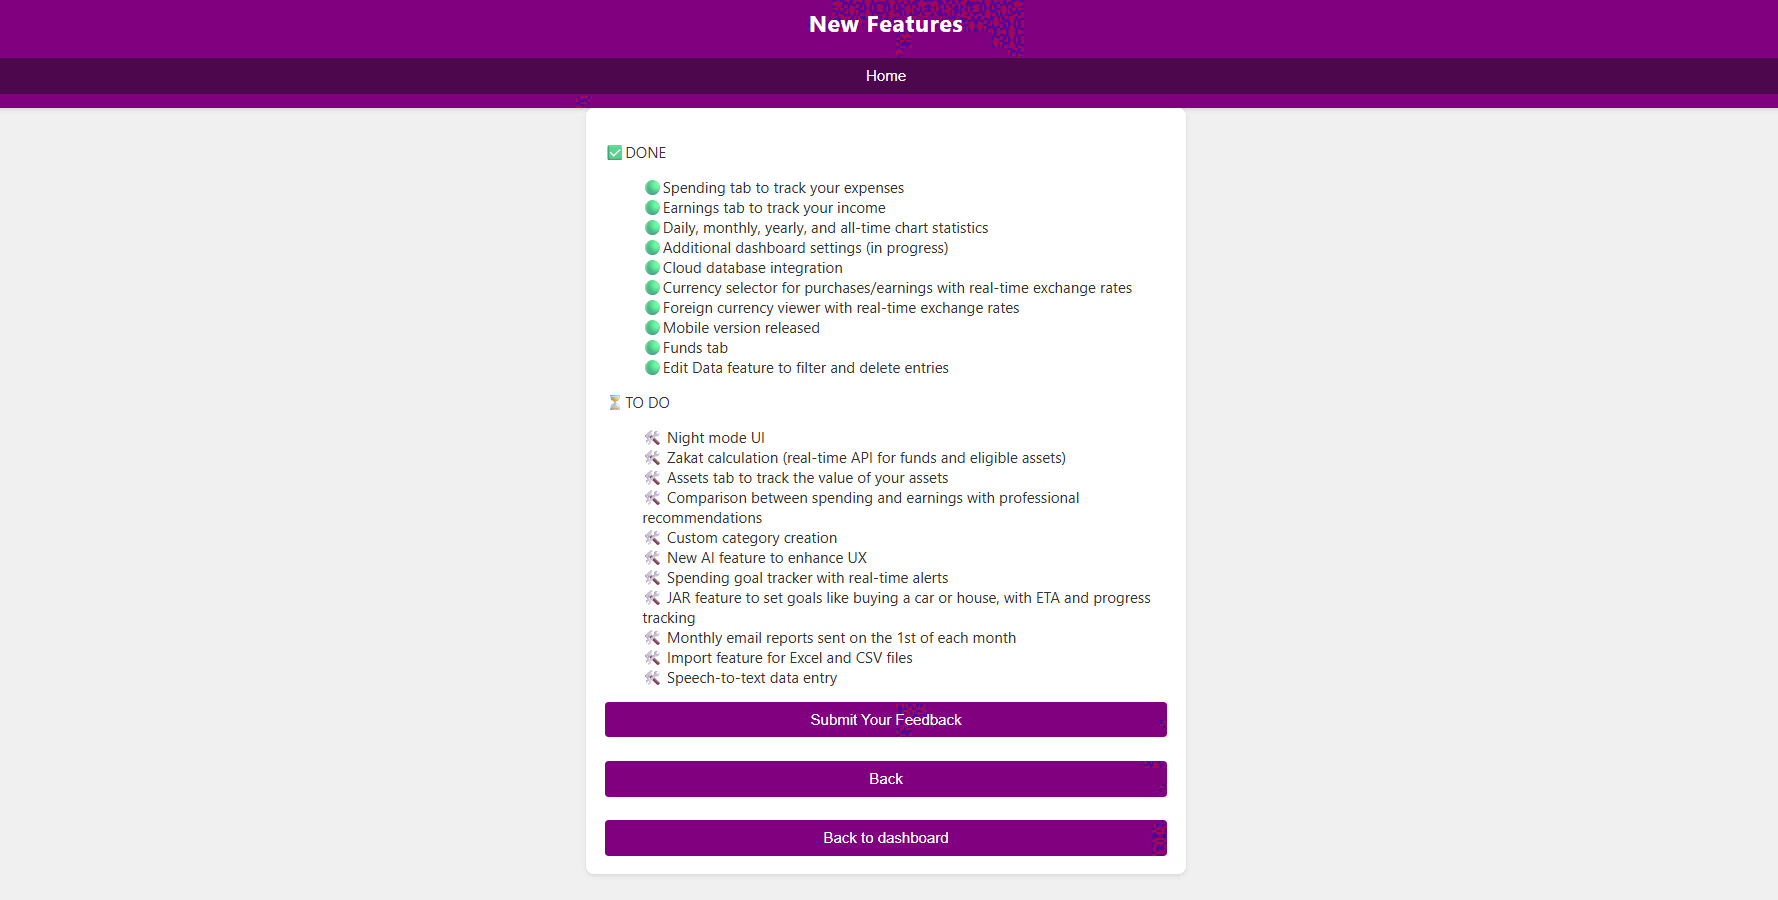 New Features
Home
✅ DONE
🟢 Spending tab to track your expenses
🟢 Earnings tab to track your income
🟢 Daily, monthly, yearly, and all-time chart statistics
🟢 Additional dashboard settings (in progress)
🟢 Cloud database integration
🟢 Currency selector for purchases/earnings with real-time exchange rates
🟢 Foreign currency viewer with real-time exchange rates
🟢 Mobile version released
🟢 Funds tab
🟢 Edit Data feature to filter and delete entries
⏳ TO DO
🛠 Night mode UI
🛠 Zakat calculation (real-time API for funds and eligible assets)
🛠 Assets tab to track the value of your assets
🛠 Comparison between spending and earnings with professional
recommendations
🛠 Custom category creation
🛠 New AI feature to enhance UX
🛠 Spending goal tracker with real-time alerts
🛠 JAR feature to set goals like buying a car or house, with ETA and progress
tracking
🛠 Monthly email reports sent on the 1st of each month
🛠 Import feature for Excel and CSV files
🛠 Speech-to-text data entry
Submit Your Feedback
Back
Back to dashboard